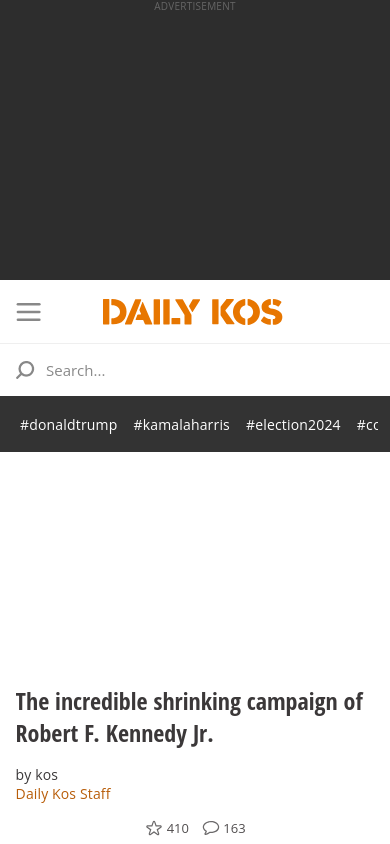 ADVERTISEMENT
DAILY KOS
Search...
#donaldtrump #kamalaharris #election2024
The incredible shrinking campaign of
Robert F. Kennedy Jr.
by kos
Daily Kos Staff
410 163